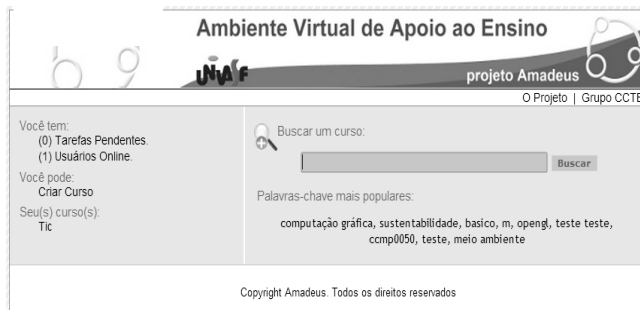 Ambiente Virtual de Apoio ao Ensino
UNIVASF
projeto Amadeus
O Projeto | Grupo CCTE
Você tem:
(0) Tarefas Pendentes.
(1) Usuários Online.
Você pode:
Criar Curso
Seu(s) curso(s):
Tic
Buscar um curso:
Buscar
Palavras-chave mais populares:
computação gráfica, sustentabilidade, basico, m, opengl, teste teste,
ccmp0050, teste, meio ambiente
Copyright Amadeus. Todos os direitos reservados